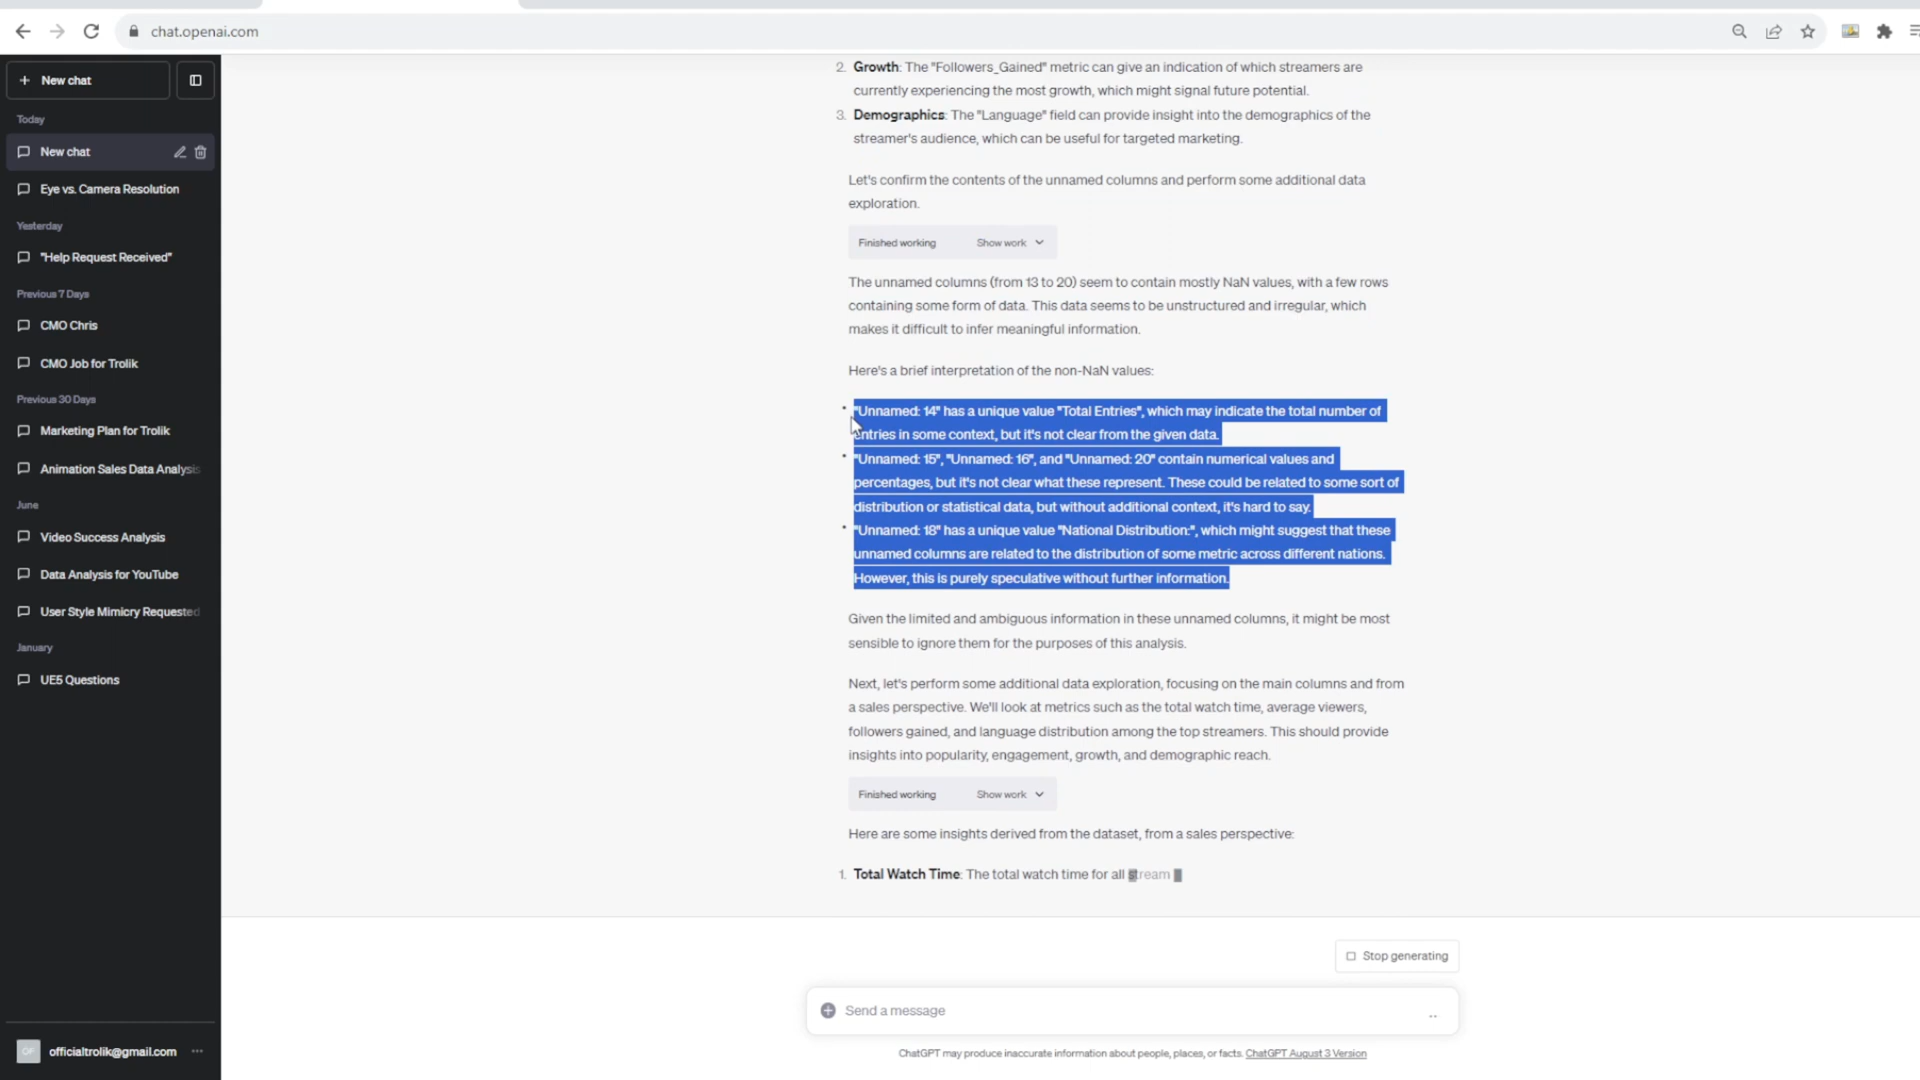 chat.openai.com
New chat
Today
New chat
Eye vs. Camera Resolution
Yesterday
"Help Request Received"
Previous 7 Days
CMO Chris
CMO Job for Trolik
Previous 30 Days
Marketing Plan for Trolik
Animation Sales Data Analysis
June
Video Success Analysis
Data Analysis for YouTube
User Style Mimicry Requested
January
UE5 Questions
officialtrolik@gmail.com
2. Growth: The "Followers_Gained" metric can give an indication of which streamers are
currently experiencing the most growth, which might signal future potential.
3. Demographics: The "Language" field can provide insight into the demographics of the
streamer's audience, which can be useful for targeted marketing.
Let's confirm the contents of the unnamed columns and perform some additional data
exploration.
Finished working Show work
The unnamed columns (from 13 to 20) seem to contain mostly NaN values, with a few rows
containing some form of data. This data seems to be unstructured and irregular, which
makes it difficult to infer meaningful information.
Here's a brief interpretation of the non-NaN values:
• "Unnamed: 14" has a unique value "Total Entries", which may indicate the total number of
entries in some context, but it's not clear from the given data.
• "Unnamed: 15", "Unnamed: 16", and "Unnamed: 20" contain numerical values and
percentages, but it's not clear what these represent. These could be related to some sort of
distribution or statistical data, but without additional context, it's hard to say.
• "Unnamed: 18" has a unique value "National Distribution:", which might suggest that these
unnamed columns are related to the distribution of some metric across different nations.
However, this is purely speculative without further information.
Given the limited and ambiguous information in these unnamed columns, it might be most
sensible to ignore them for the purposes of this analysis.
Next, let's perform some additional data exploration, focusing on the main columns and from
a sales perspective. We'll look at metrics such as the total watch time, average viewers,
followers gained, and language distribution among the top streamers. This should provide
insights into popularity, engagement, growth, and demographic reach.
Finished working Show work
Here are some insights derived from the dataset, from a sales perspective:
1. Total Watch Time: The total watch time for all stream
Stop generating
Send a message
ChatGPT may produce inaccurate information about people, places, or facts. ChatGPT August 3 Version